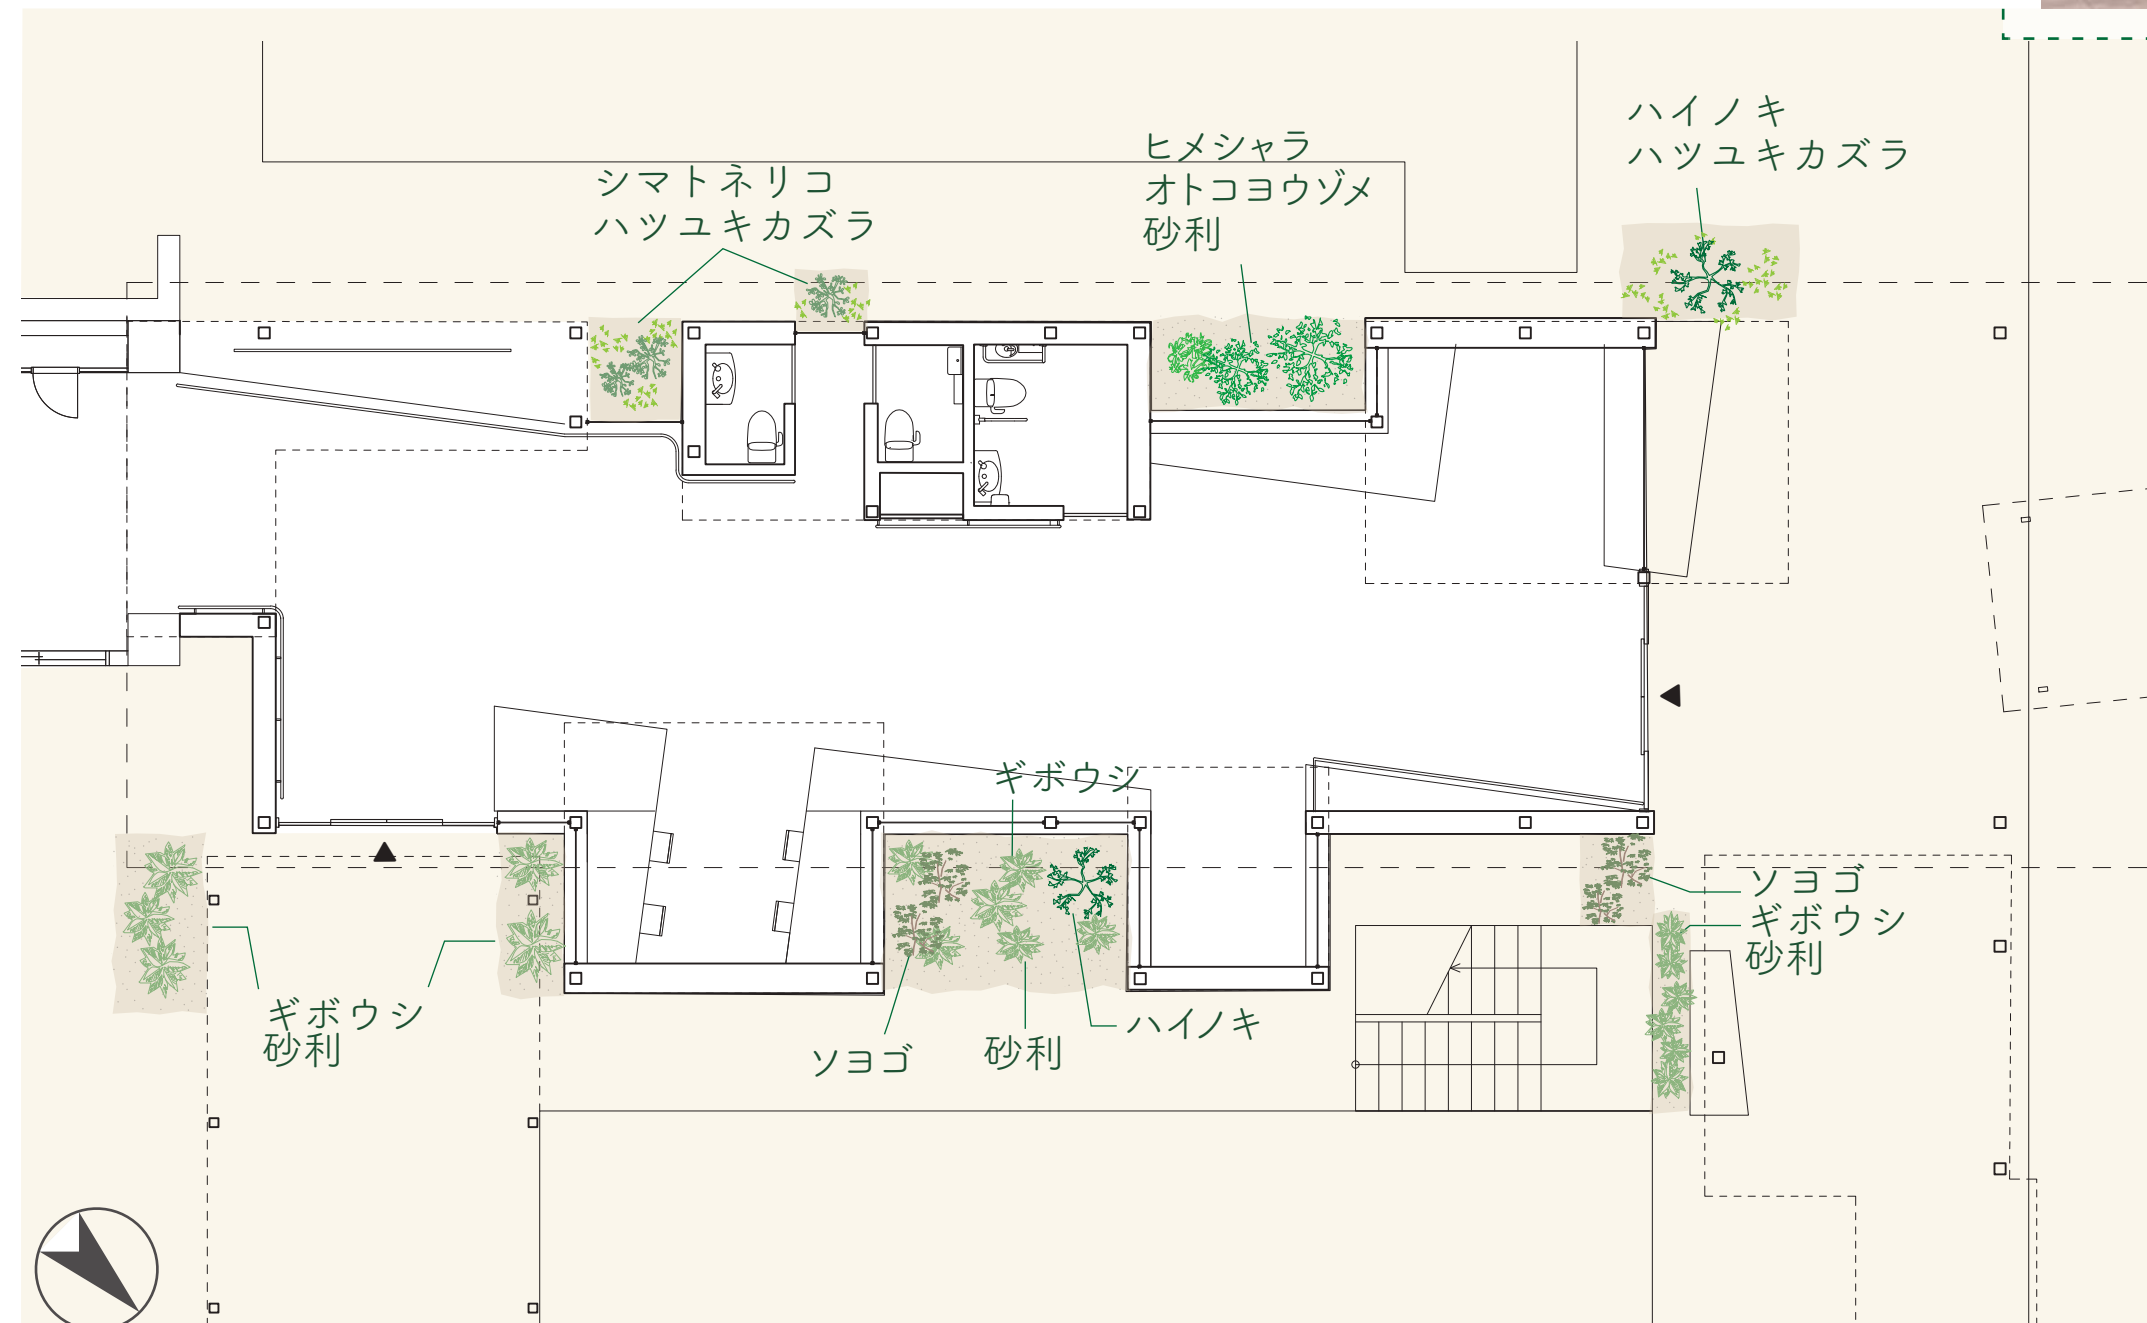 ハイノキ
ハツユキカズラ
ヒメシャラ
オトコヨウゾメ
砂利
シマトネリコ
ハツユキカズラ
ギボウシ
ソヨゴ
ギボウシ
砂利
ギボウシ
砂利
ソヨゴ
砂利
ハイノキ